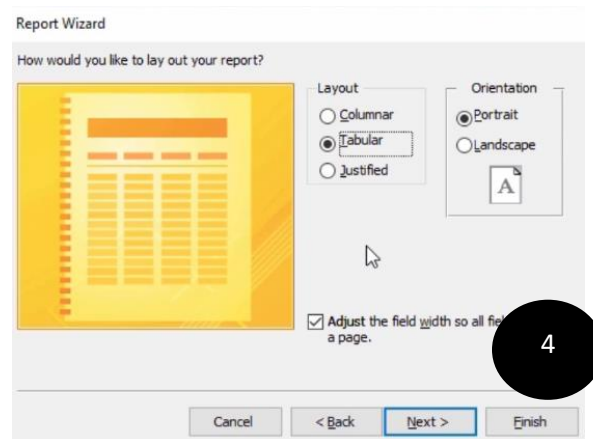 Report Wizard
How would you like to lay out your report?
Layout
Columnar
Tabular
Justified
Orientation
Portrait
Landscape
A
Adjust the field width so all
a page.
4
Cancel
< Back
Next >
Finish